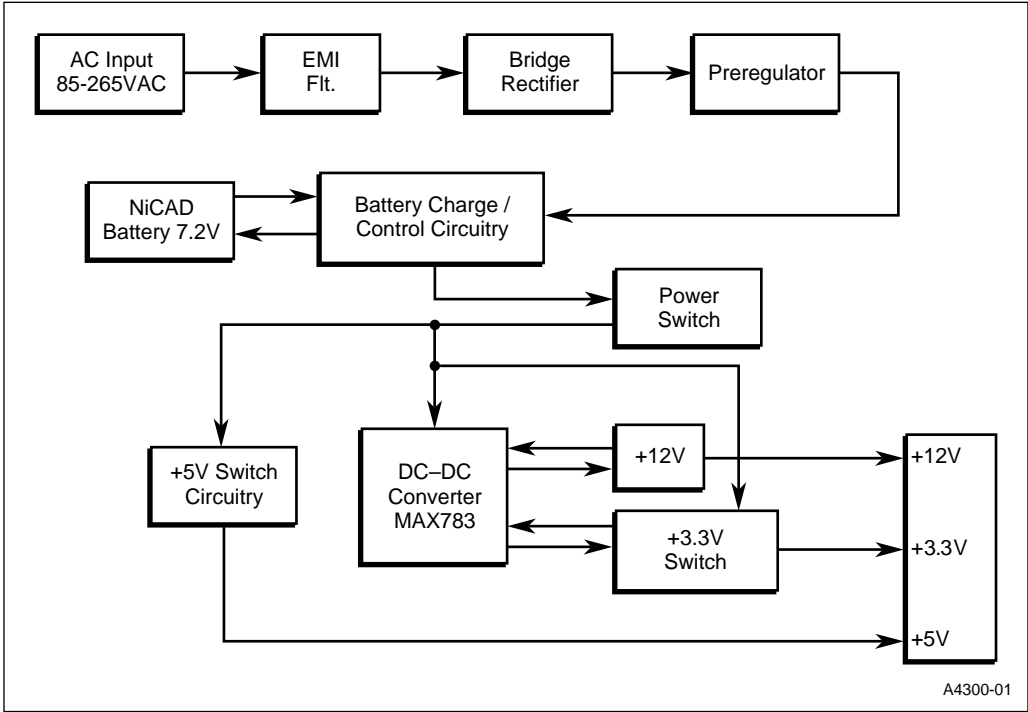 AC Input
85-265VAC
EMI
Flt.
Bridge
Rectifier
Preregulator
NiCAD
Battery 7.2V
Battery Charge /
Control Circuitry
Power
Switch
+5V Switch
Circuitry
DC–DC
Converter
MAX783
+12V
+3.3V
Switch
+12V
+3.3V
+5V
A4300-01